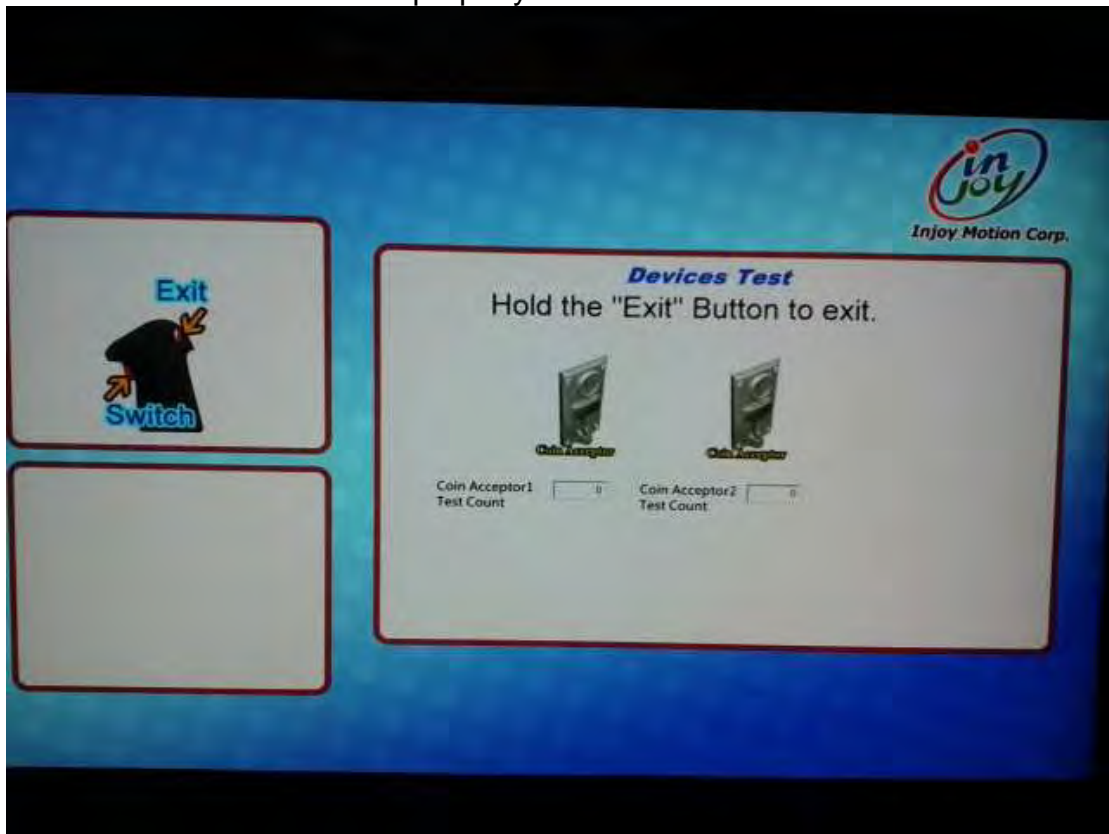 in
joy
Injoy Motion Corp.
Exit
Switch
Devices Test
Hold the "Exit" Button to exit.
Coin Acceptor
Coin Acceptor
Coin Acceptor1
Test Count
0
Coin Acceptor2
Test Count
0